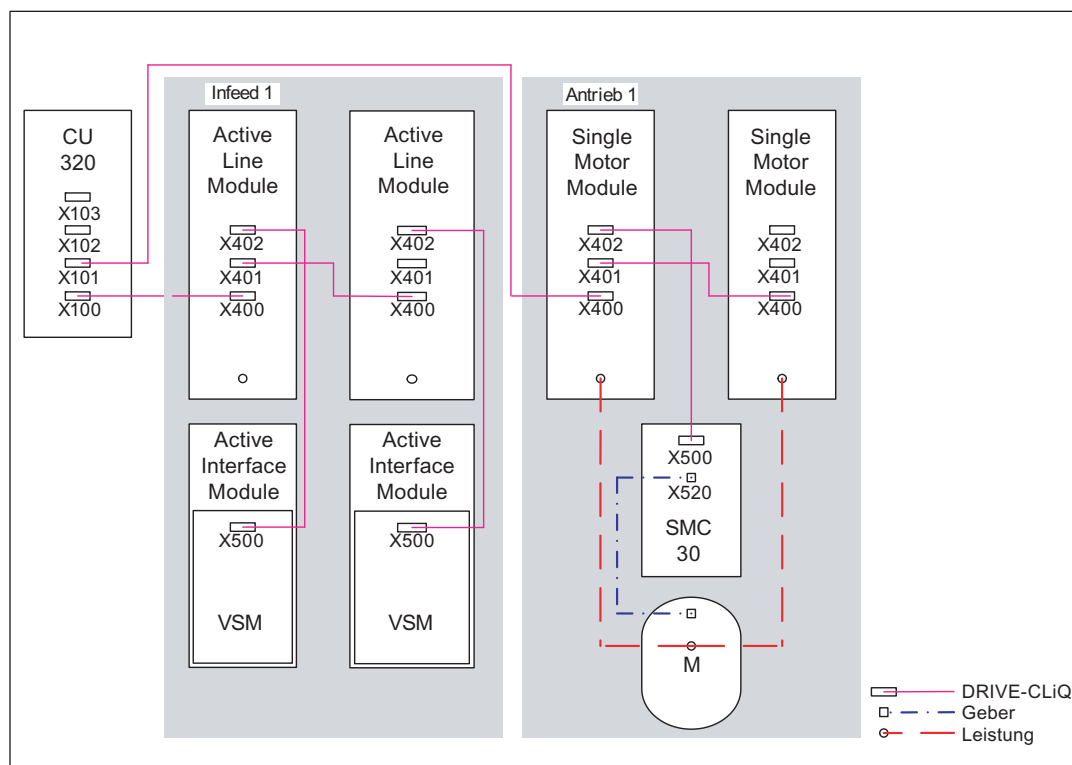 Infeed 1
Antrieb 1
CU
320
X103
X102
X101
X100
Active
Line
Module
X402
X401
X400
Active
Line
Module
X402
X401
X400
Single
Motor
Module
X402
X401
X400
Single
Motor
Module
X402
X401
X400
Active
Interface
Module
X500
VSM
Active
Interface
Module
X500
VSM
X500
X520
SMC
30
M
DRIVE-CLiQ
Geber
Leistung